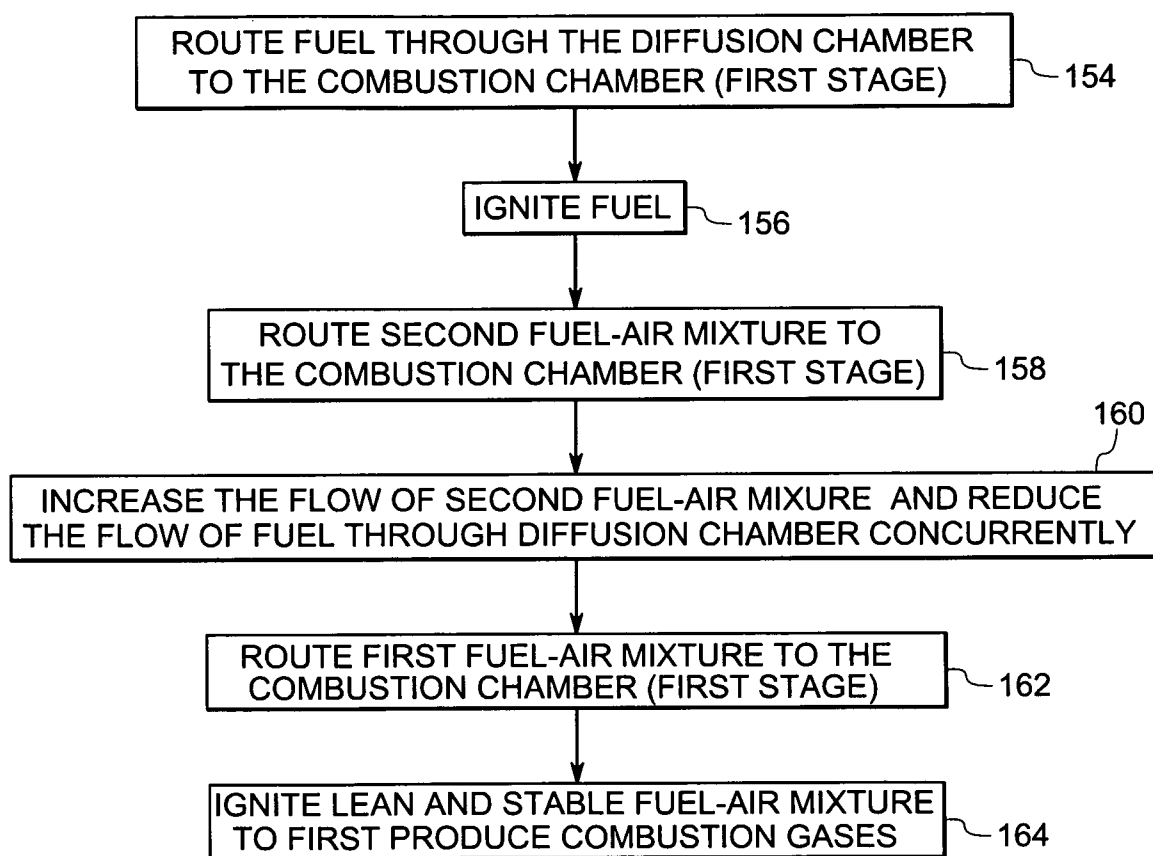 ROUTE FUEL THROUGH THE DIFFUSION CHAMBER
TO THE COMBUSTION CHAMBER (FIRST STAGE)
154
IGNITE FUEL
156
ROUTE SECOND FUEL-AIR MIXTURE TO
THE COMBUSTION CHAMBER (FIRST STAGE)
158
160
INCREASE THE FLOW OF SECOND FUEL-AIR MIXURE AND REDUCE
THE FLOW OF FUEL THROUGH DIFFUSION CHAMBER CONCURRENTLY
ROUTE FIRST FUEL-AIR MIXTURE TO THE
COMBUSTION CHAMBER (FIRST STAGE)
162
IGNITE LEAN AND STABLE FUEL-AIR MIXTURE
TO FIRST PRODUCE COMBUSTION GASES
164